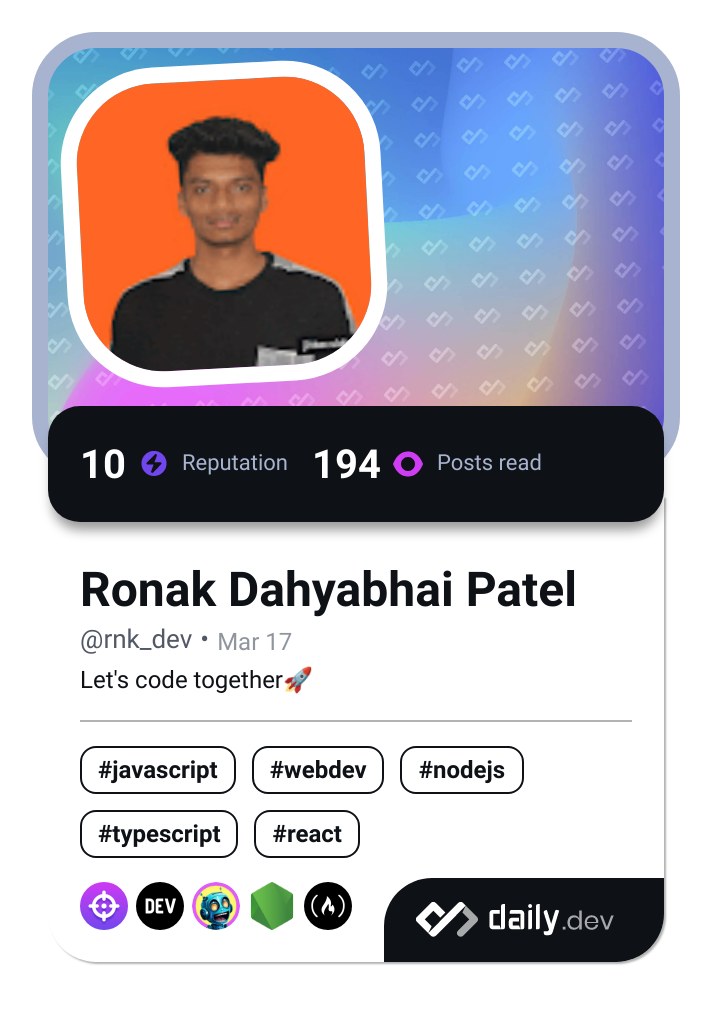 10 Reputation 194 Posts read
Ronak Dahyabhai Patel
@rnk_dev • Mar 17
Let's code together🚀
#javascript #webdev #nodejs
#typescript #react
DEV
daily.dev